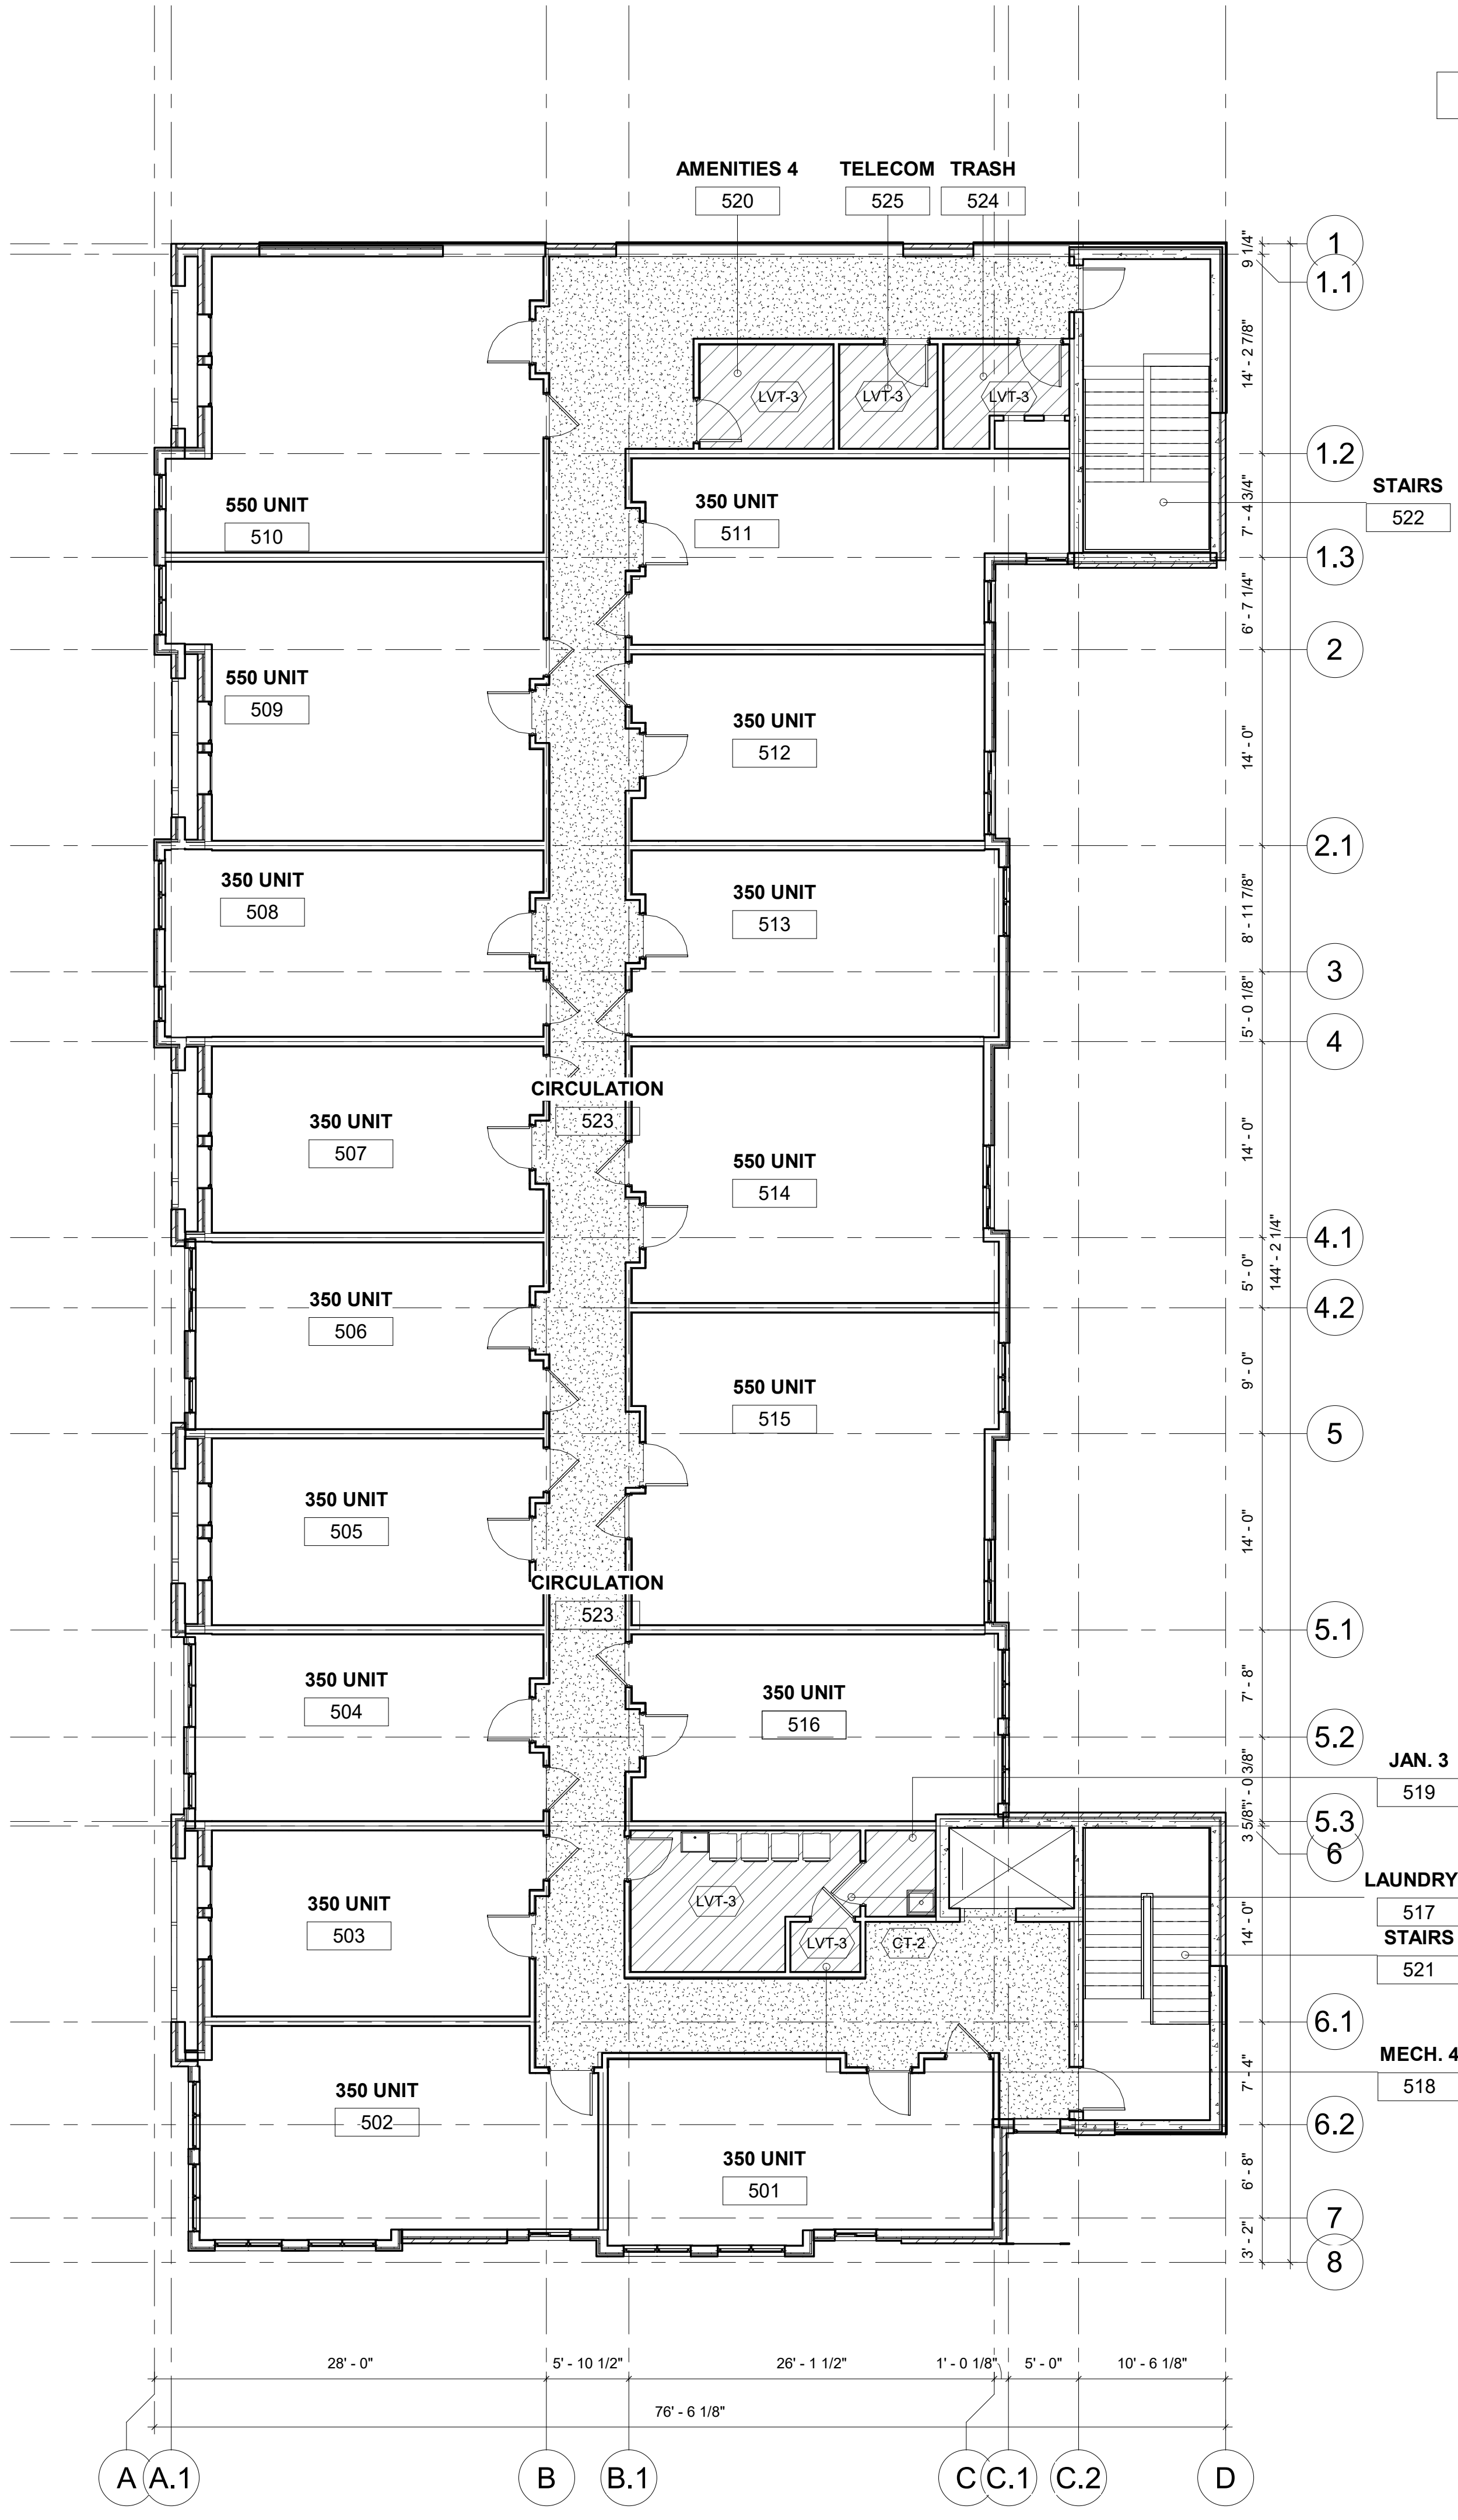 AMENITIES 4
520
TELECOM
525
TRASH
524
1
9 1/4"
1.1
14' - 2 7/8"
LVT-3
LVT-3
LVT-3
1.2
STAIRS
522
7' - 4 3/4"
550 UNIT
510
350 UNIT
511
1.3
6' - 7 1/4"
2
550 UNIT
509
350 UNIT
512
14' - 0"
2.1
350 UNIT
508
350 UNIT
513
8' - 11 7/8"
3
5' - 0 1/8"
4
CIRCULATION
523
350 UNIT
507
550 UNIT
514
14' - 0"
144' - 2 1/4"
4.1
5' - 0"
4.2
350 UNIT
506
550 UNIT
515
9' - 0"
5
350 UNIT
505
14' - 0"
CIRCULATION
523
5.1
350 UNIT
504
350 UNIT
516
7' - 8"
5.2
JAN. 3
519
0 3/8"
5.3
3 5/8"
6
LAUNDRY
517
350 UNIT
503
LVT-3
LVT-3
CT-2
14' - 0"
STAIRS
521
6.1
MECH. 4
518
7' - 4"
350 UNIT
502
6.2
350 UNIT
501
6' - 8"
7
3' - 2"
8
28' - 0"
5' - 10 1/2"
26' - 1 1/2"
1' - 0 1/8"
5' - 0"
10' - 6 1/8"
76' - 6 1/8"
A
A.1
B
B.1
C
C.1
C.2
D